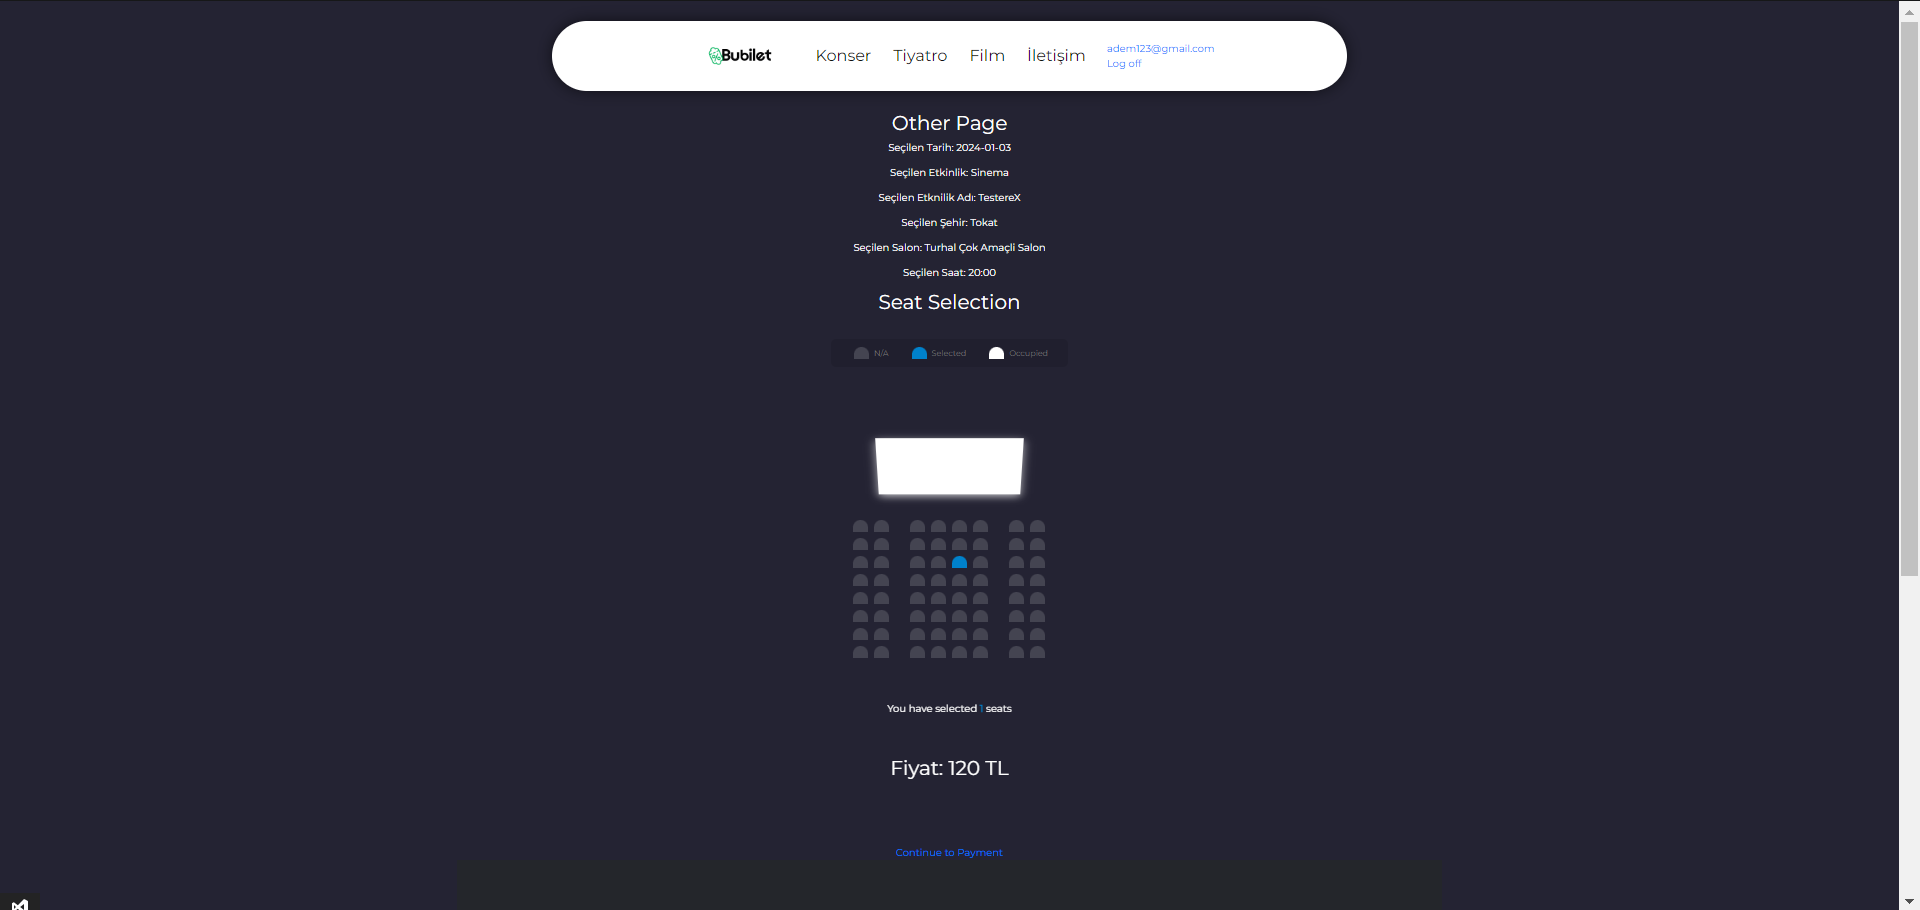 Bubilet
Konser
Tiyatro
Film
İletişim
adem123@gmail.com
Log off
Other Page
Seçilen Tarih: 2024-01-03
Seçilen Etkinlik: Sinema
Seçilen Etknilik Adı: TestereX
Seçilen Şehir: Tokat
Seçilen Salon: Turhal Çok Amaçli Salon
Seçilen Saat: 20:00
Seat Selection
N/A
Selected
Occupied
You have selected 1 seats
Fiyat: 120 TL
Continue to Payment